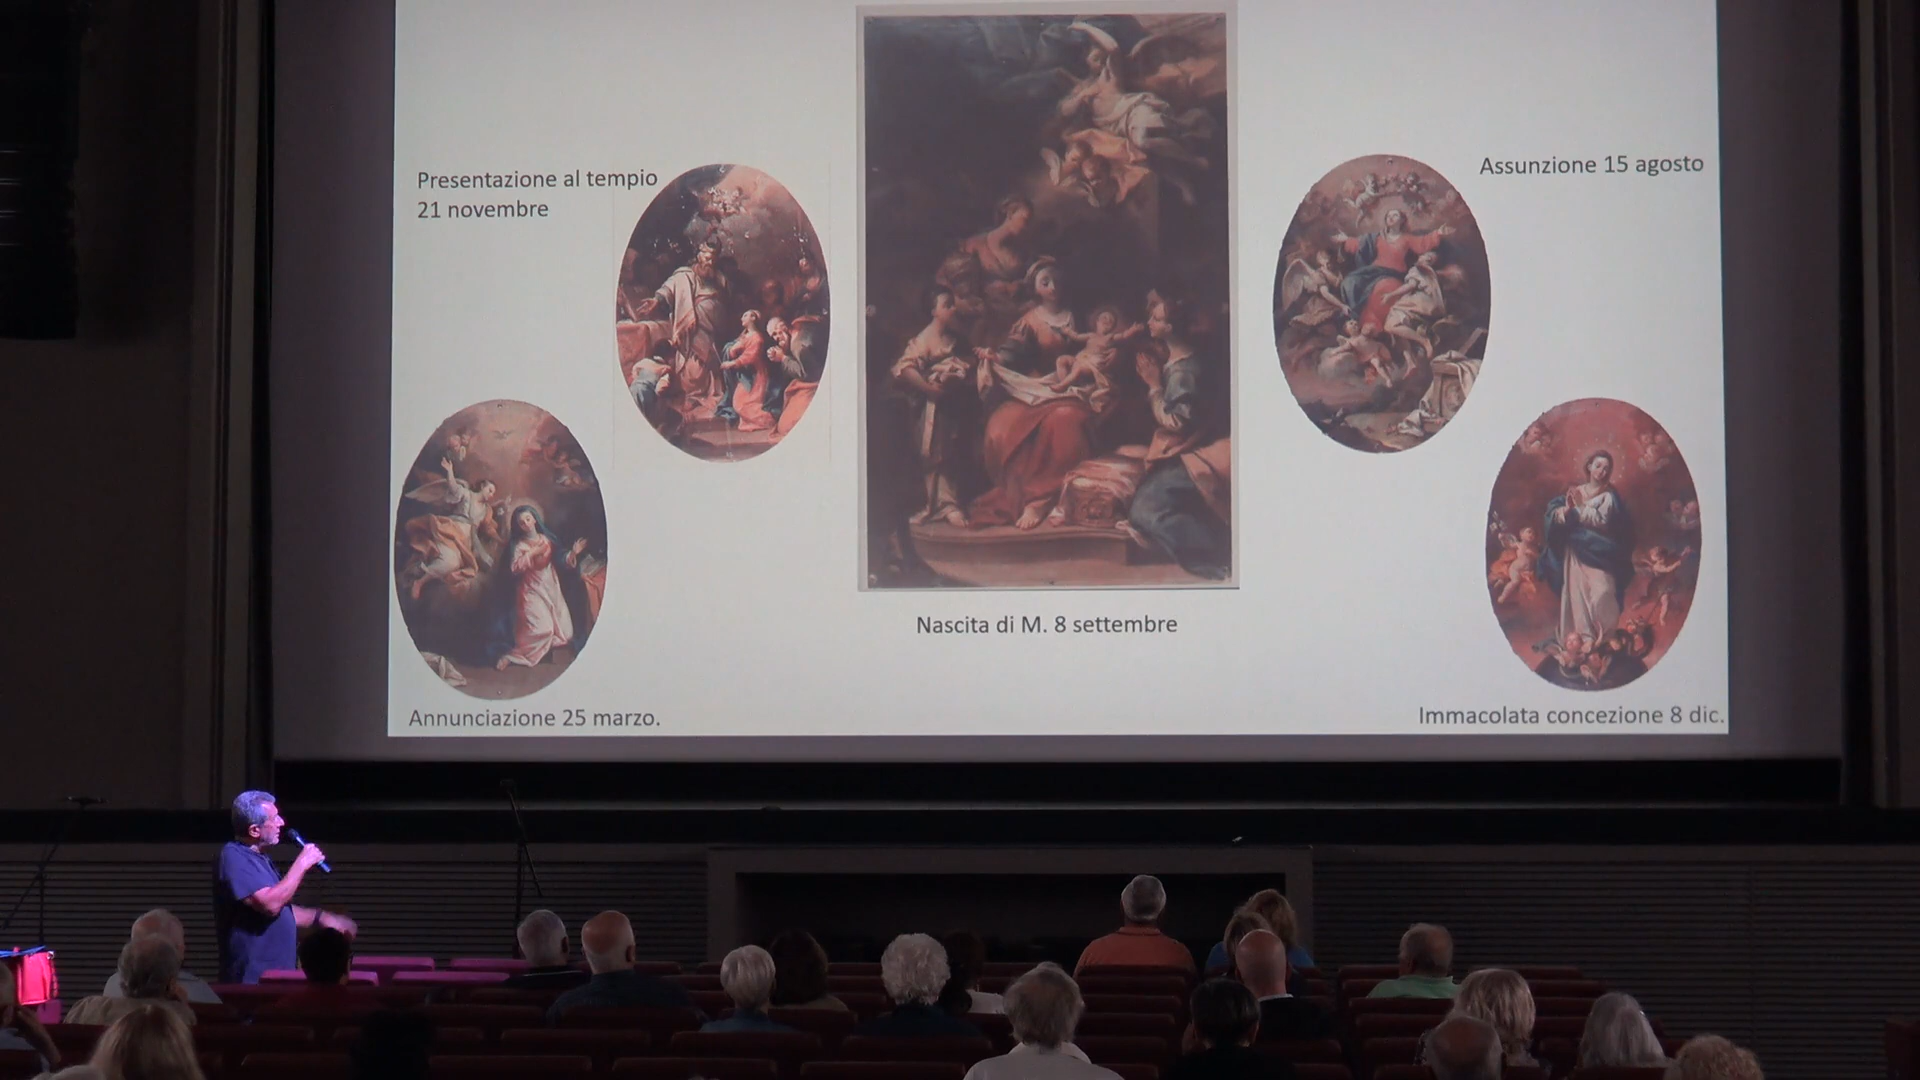 Presentazione al tempio
21 novembre
Assunzione 15 agosto
Nascita di M. 8 settembre
Annunciazione 25 marzo.
Immacolata concezione 8 dic.